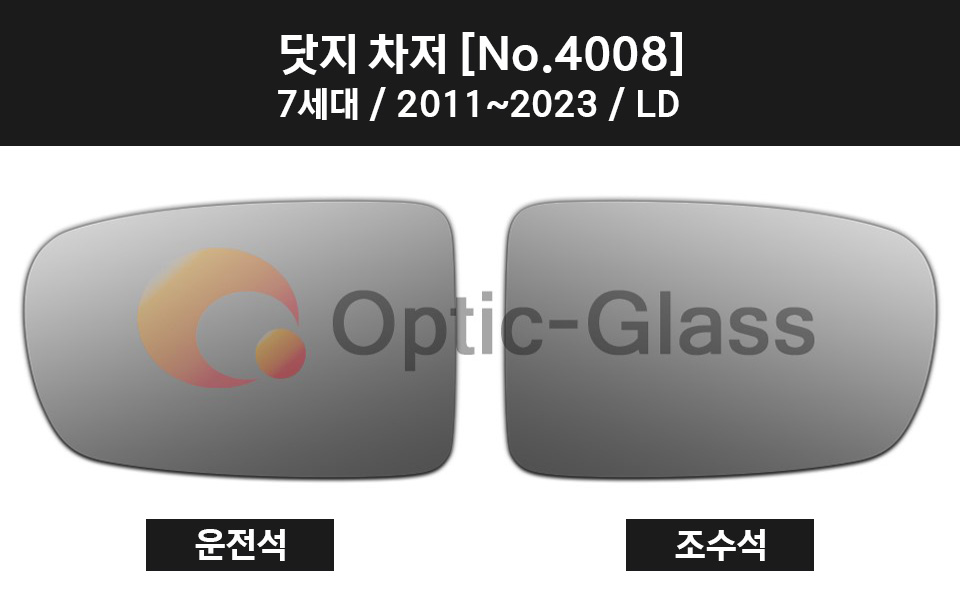 닷지 차저 [No.4008]
7세대 / 2011~2023 / LD
Optic-Glass
운전석
조수석